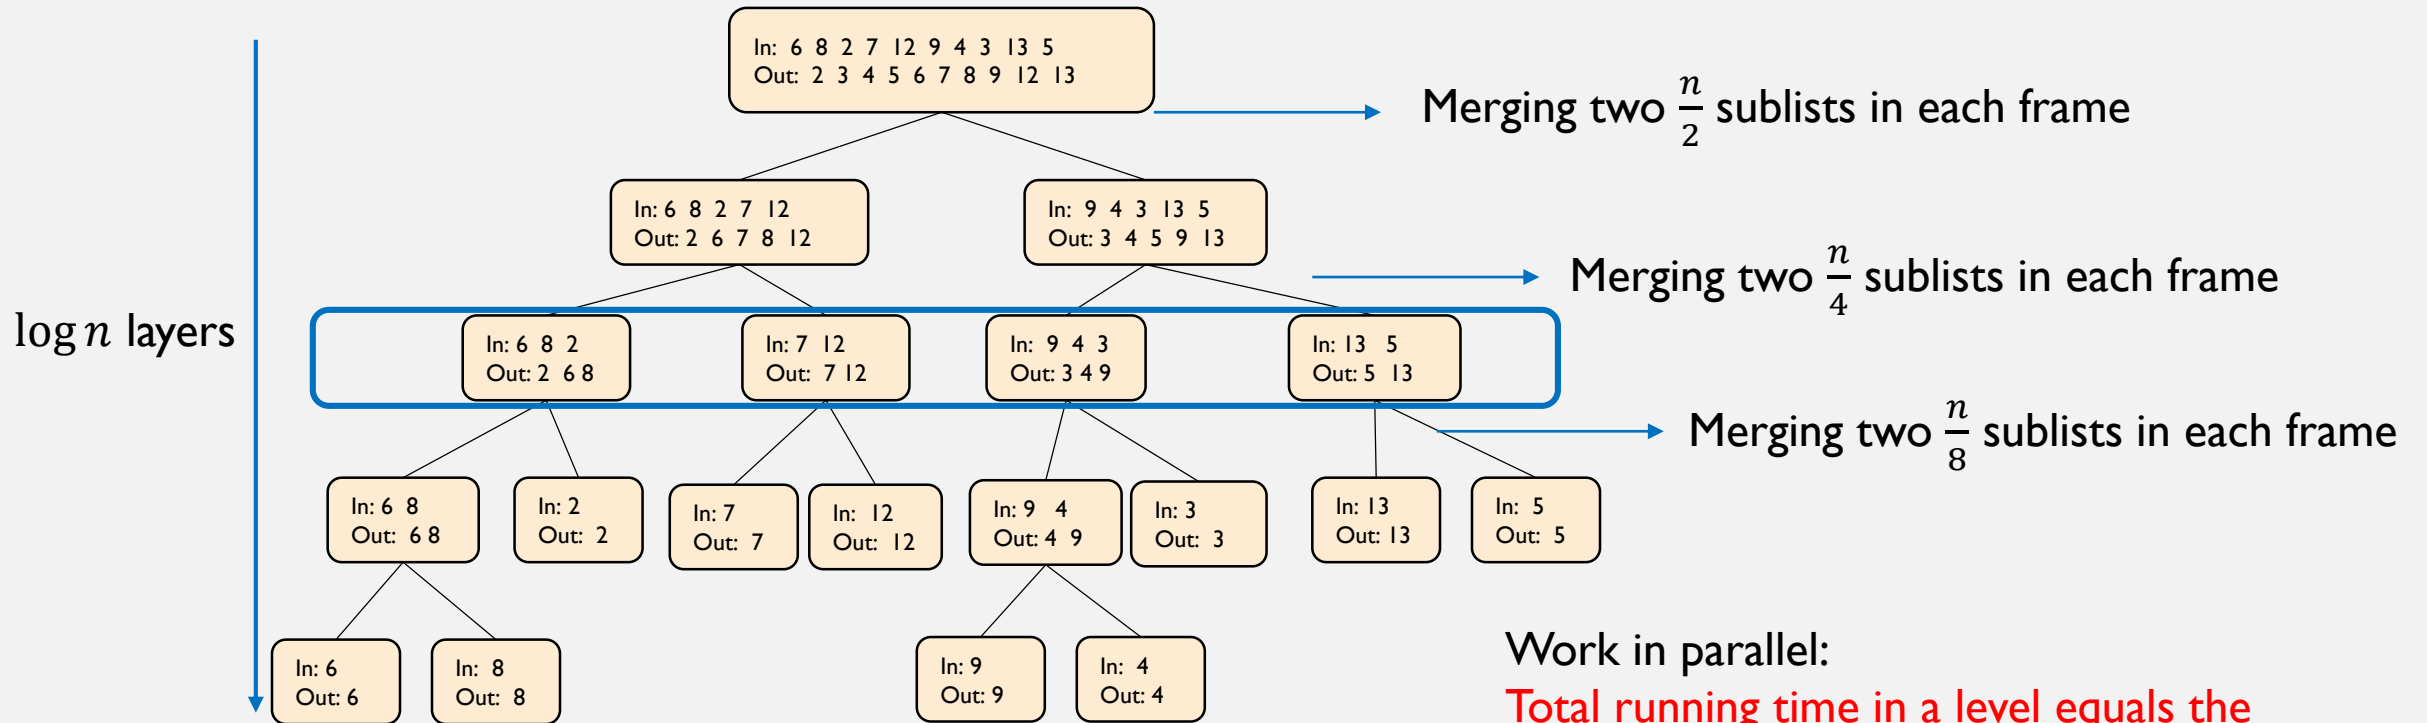 In: 6 8 2 7 12 9 4 3 13 5
Out: 2 3 4 5 6 7 8 9 12 13
Merging two n/2 sublists in each frame
In: 6 8 2 7 12
Out: 2 6 7 8 12
In: 9 4 3 13 5
Out: 3 4 5 9 13
Merging two n/4 sublists in each frame
log n layers
In: 6 8 2
Out: 2 6 8
In: 7 12
Out: 7 12
In: 9 4 3
Out: 3 4 9
In: 13 5
Out: 5 13
Merging two n/8 sublists in each frame
In: 6 8
Out: 6 8
In: 2
Out: 2
In: 7
Out: 7
In: 12
Out: 12
In: 9 4
Out: 4 9
In: 3
Out: 3
In: 13
Out: 13
In: 5
Out: 5
In: 6
Out: 6
In: 8
Out: 8
In: 9
Out: 9
In: 4
Out: 4
Work in parallel:
Total running time in a level equals the